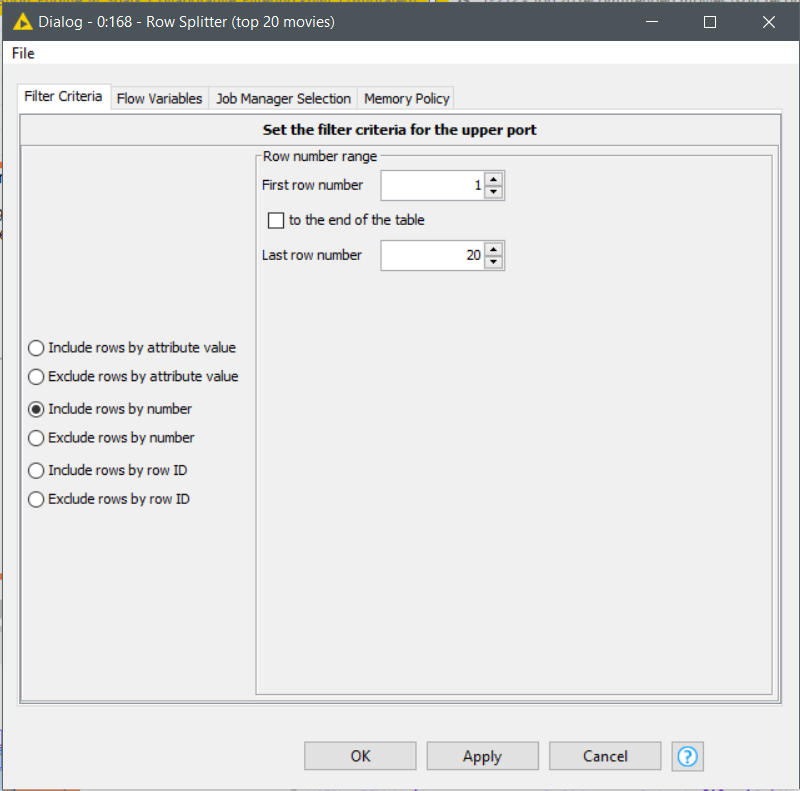 Dialog - 0:168 - Row Splitter (top 20 movies)
File
Filter Criteria Flow Variables Job Manager Selection Memory Policy
Set the filter criteria for the upper port
Row number range
First row number 1
to the end of the table
Last row number 20
Include rows by attribute value
Exclude rows by attribute value
Include rows by number
Exclude rows by number
Include rows by row ID
Exclude rows by row ID
OK Apply Cancel ?